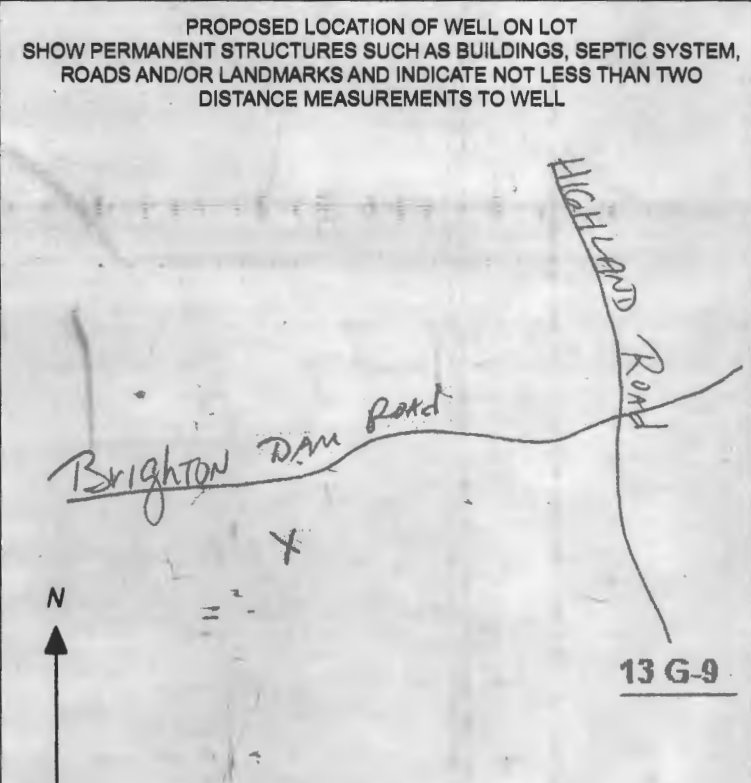 PROPOSED LOCATION OF WELL ON LOT
SHOW PERMANENT STRUCTURES SUCH AS BUILDINGS, SEPTIC SYSTEM,
ROADS AND/OR LANDMARKS AND INDICATE NOT LESS THAN TWO
DISTANCE MEASUREMENTS TO WELL
HIGHLAND ROAD
Brighton DAM Road
X
N
13 G-9